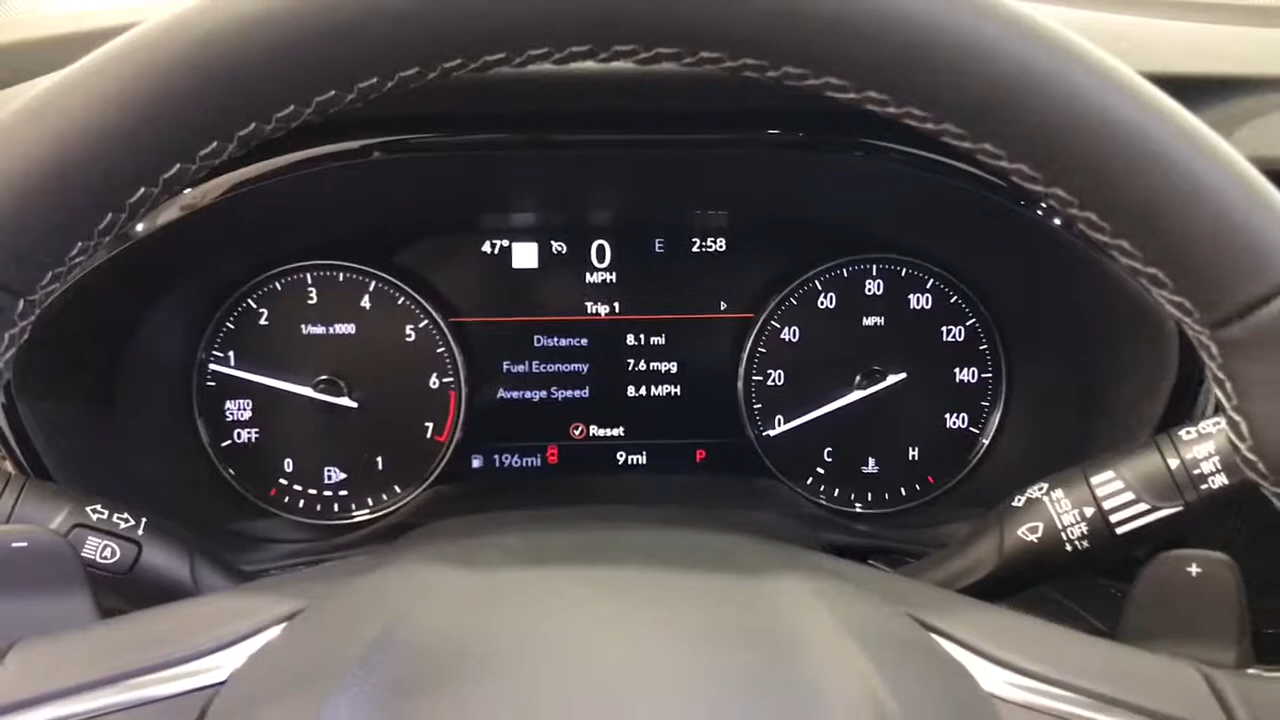 47° 0 E 2:58
MPH
Trip 1
Distance 8.1 mi
Fuel Economy 7.6 mpg
Average Speed 8.4 MPH
Reset
196mi 9mi P
1 2 3 4 5 6 7
1/min x1000
AUTO
STOP
OFF
0 1
0 20 40 60 80 100 120 140 160
MPH
C H
A
HI
LO
INT
OFF
1x
OFF
INT
ON